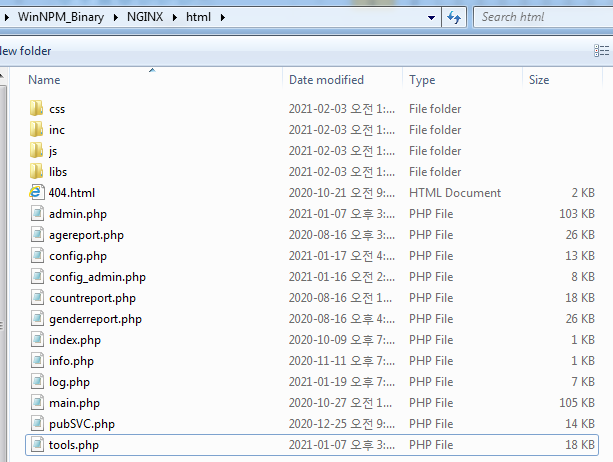 WinNPM_Binary NGINX html Search html
ew folder
Name Date modified Type Size
css 2021-02-03 오전 1:... File folder
inc 2021-02-03 오전 1:... File folder
js 2021-02-03 오전 1:... File folder
libs 2021-02-03 오전 1:... File folder
404.html 2020-10-21 오전 9:... HTML Document 2 KB
admin.php 2021-01-07 오후 3:... PHP File 103 KB
agereport.php 2020-08-16 오후 3:... PHP File 26 KB
config.php 2021-01-17 오전 4:... PHP File 13 KB
config_admin.php 2021-01-16 오전 2:... PHP File 8 KB
countreport.php 2020-08-16 오전 1... PHP File 18 KB
genderreport.php 2020-08-16 오후 4:... PHP File 26 KB
index.php 2020-10-09 오후 7:... PHP File 1 KB
info.php 2020-11-11 오후 7:... PHP File 1 KB
log.php 2021-01-19 오후 7:... PHP File 7 KB
main.php 2020-10-27 오후 1... PHP File 105 KB
pubSVC.php 2020-12-25 오전 9:... PHP File 14 KB
tools.php 2021-01-07 오후 3:... PHP File 18 KB